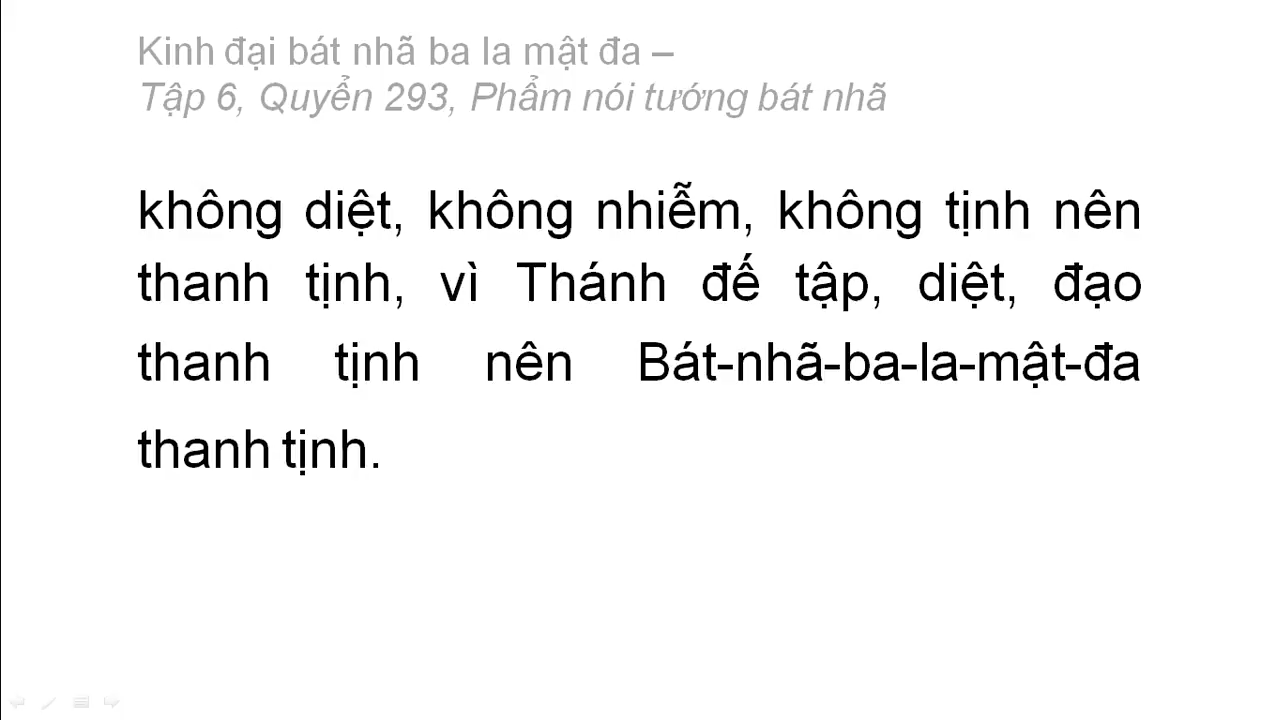 Kinh đại bát nhã ba la mật đa –
Tập 6, Quyển 293, Phẩm nói tướng bát nhã
không diệt, không nhiễm, không tịnh nên
thanh tịnh, vì Thánh đế tập, diệt, đạo
thanh tịnh nên Bát-nhã-ba-la-mật-đa
thanh tịnh.